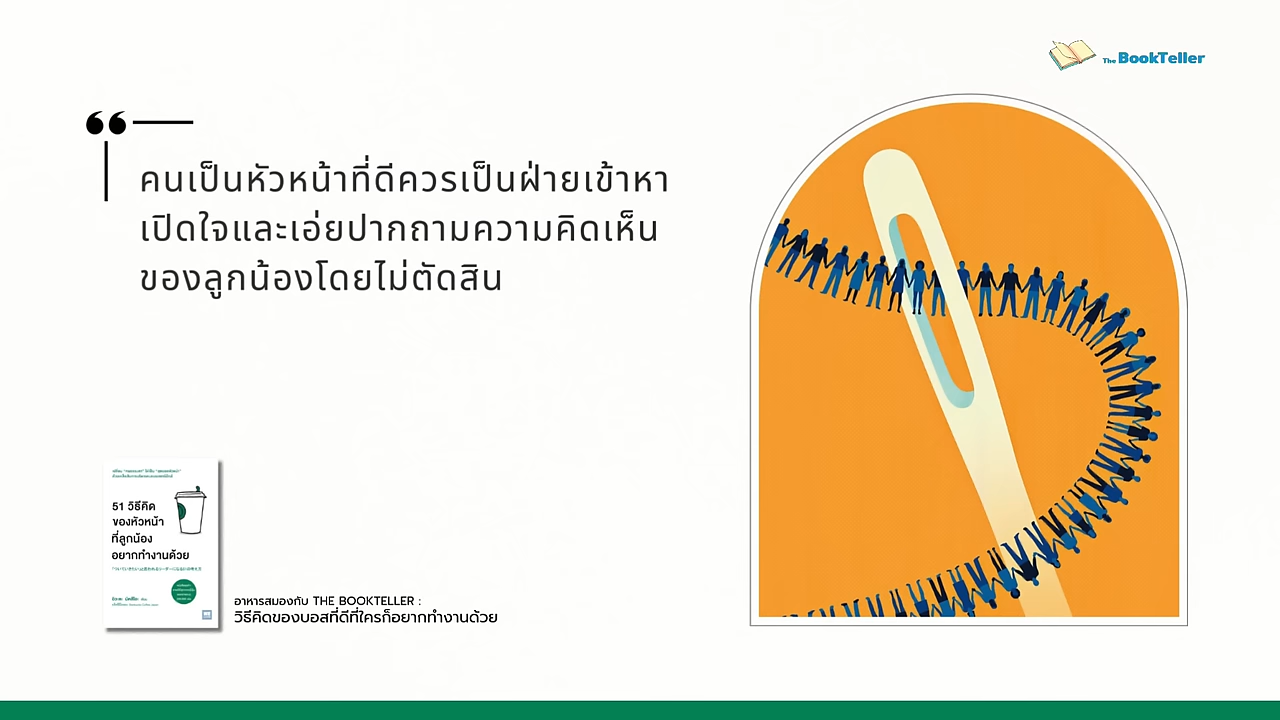 The BookTeller
คนเป็นหัวหน้าที่ดีควรเป็นฝ่ายเข้าหา
เปิดใจและเอ่ยปากถามความคิดเห็น
ของลูกน้องโดยไม่ตัดสิน
51 วิธีคิด
ของหัวหน้า
ที่ลูกน้อง
อยากทำงานด้วย
อาหารสมองกับ THE BOOKTELLER :
วิธีคิดของบอสที่ดีที่ใครก็อยากทำงานด้วย